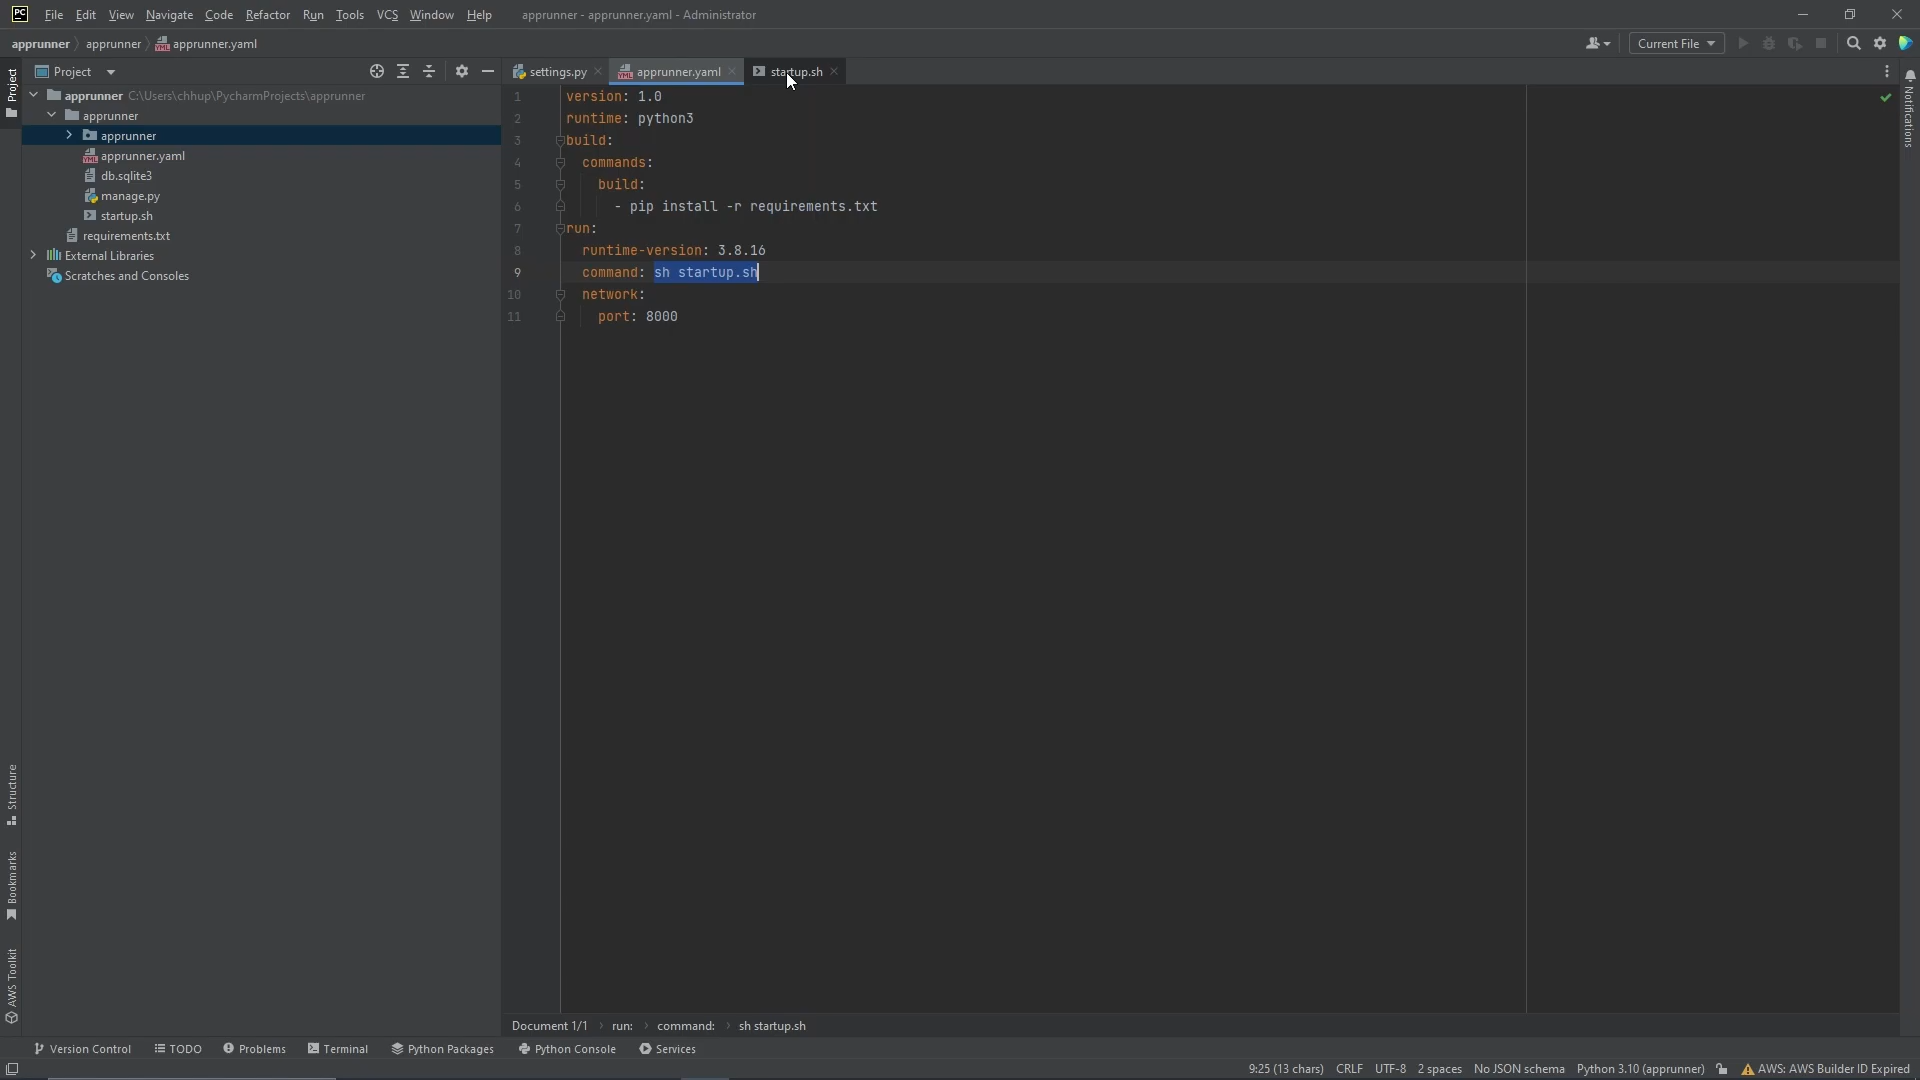 PC File Edit View Navigate Code Refactor Run Tools VCS Window Help apprunner - apprunner.yaml - Administrator
apprunner apprunner apprunner.yaml Current File
Project settings.py apprunner.yaml startup.sh
apprunner C:\Users\chhup\PycharmProjects\apprunner
apprunner
apprunner
apprunner.yaml
db.sqlite3
manage.py
startup.sh
requirements.txt
External Libraries
Scratches and Consoles
1 version: 1.0
2 runtime: python3
3 build:
4 commands:
5 build:
6 - pip install -r requirements.txt
7 run:
8 runtime-version: 3.8.16
9 command: sh startup.sh
10 network:
11 port: 8000
Project
Structure
Bookmarks
AWS Toolkit
Notifications
Document 1/1 run: command: sh startup.sh
Version Control TODO Problems Terminal Python Packages Python Console Services
9:25 (13 chars) CRLF UTF-8 2 spaces No JSON schema Python 3.10 (apprunner) AWS: AWS Builder ID Expired